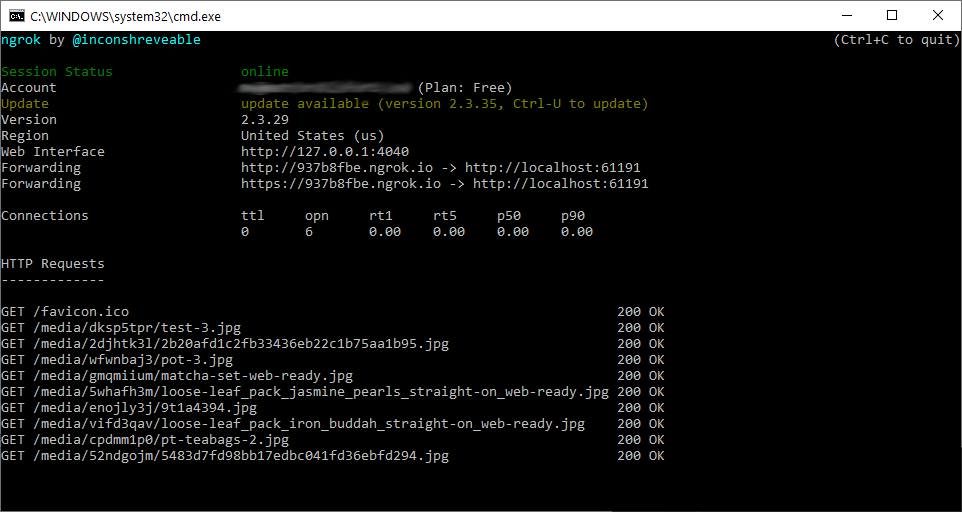 C:\WINDOWS\system32\cmd.exe
ngrok by @inconshreveable (Ctrl+C to quit)
Session Status online
Account (Plan: Free)
Update update available (version 2.3.35, Ctrl-U to update)
Version 2.3.29
Region United States (us)
Web Interface http://127.0.0.1:4040
Forwarding http://937b8fbe.ngrok.io -> http://localhost:61191
Forwarding https://937b8fbe.ngrok.io -> http://localhost:61191
Connections ttl opn rt1 rt5 p50 p90
0 6 0.00 0.00 0.00 0.00
HTTP Requests
-------------
GET /favicon.ico 200 OK
GET /media/dksp5tpr/test-3.jpg 200 OK
GET /media/2djhtk3l/2b20afd1c2fb33436eb22c1b75aa1b95.jpg 200 OK
GET /media/wfwnbaj3/pot-3.jpg 200 OK
GET /media/gmqmiium/matcha-set-web-ready.jpg 200 OK
GET /media/5whafh3m/loose-leaf_pack_jasmine_pearls_straight-on_web-ready.jpg 200 OK
GET /media/enojly3j/9t1a4394.jpg 200 OK
GET /media/vifd3qav/loose-leaf_pack_iron_buddah_straight-on_web-ready.jpg 200 OK
GET /media/cpdmm1p0/pt-teabags-2.jpg 200 OK
GET /media/52ndgojm/5483d7fd98bb17edbc041fd36ebfd294.jpg 200 OK